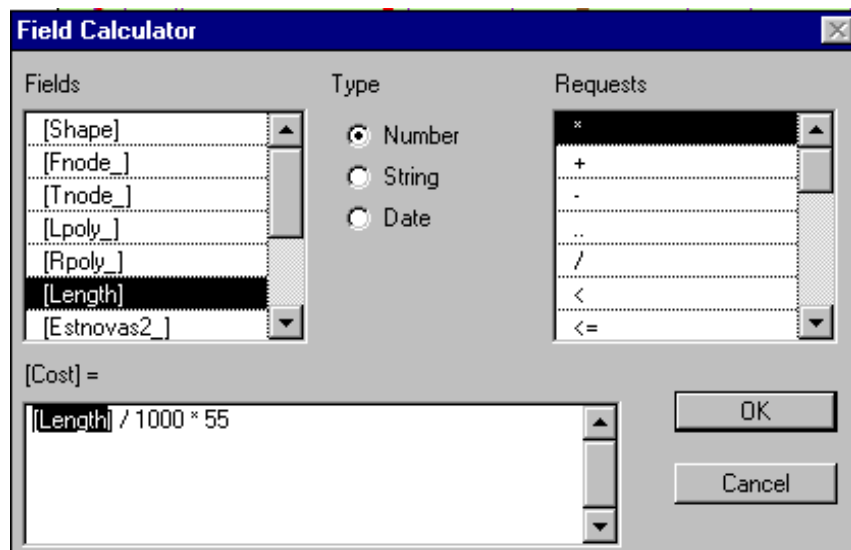 Field Calculator
Fields
Type
Requests
[Shape]
[Fnode_]
[Tnode_]
[Lpoly_]
[Rpoly_]
[Length]
[Estnovas2_]
Number
String
Date
*
+
-
..
/
<
<=
[Cost] =
[Length] / 1000 * 55
OK
Cancel